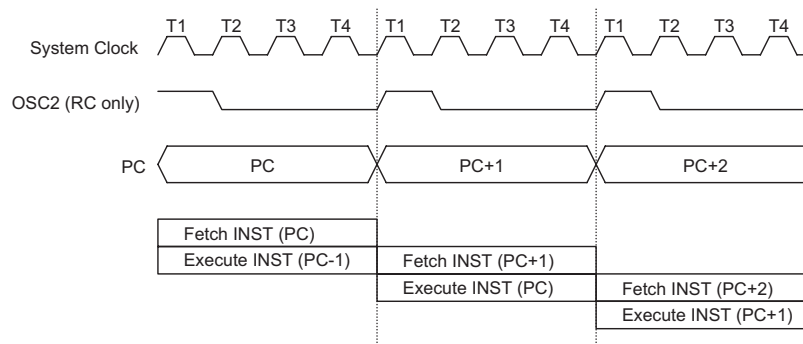 T1 T2 T3 T4 T1 T2 T3 T4 T1 T2 T3 T4
System Clock
OSC2 (RC only)
PC PC PC+1 PC+2
Fetch INST (PC)
Execute INST (PC-1) Fetch INST (PC+1)
Execute INST (PC) Fetch INST (PC+2)
Execute INST (PC+1)